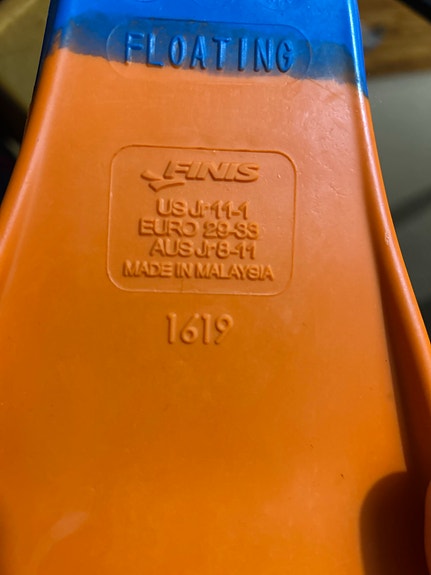 FLOATING
FINIS
US Jr 11-1
EURO 29-33
AUS Jr 8-11
MADE IN MALAYSIA
1619